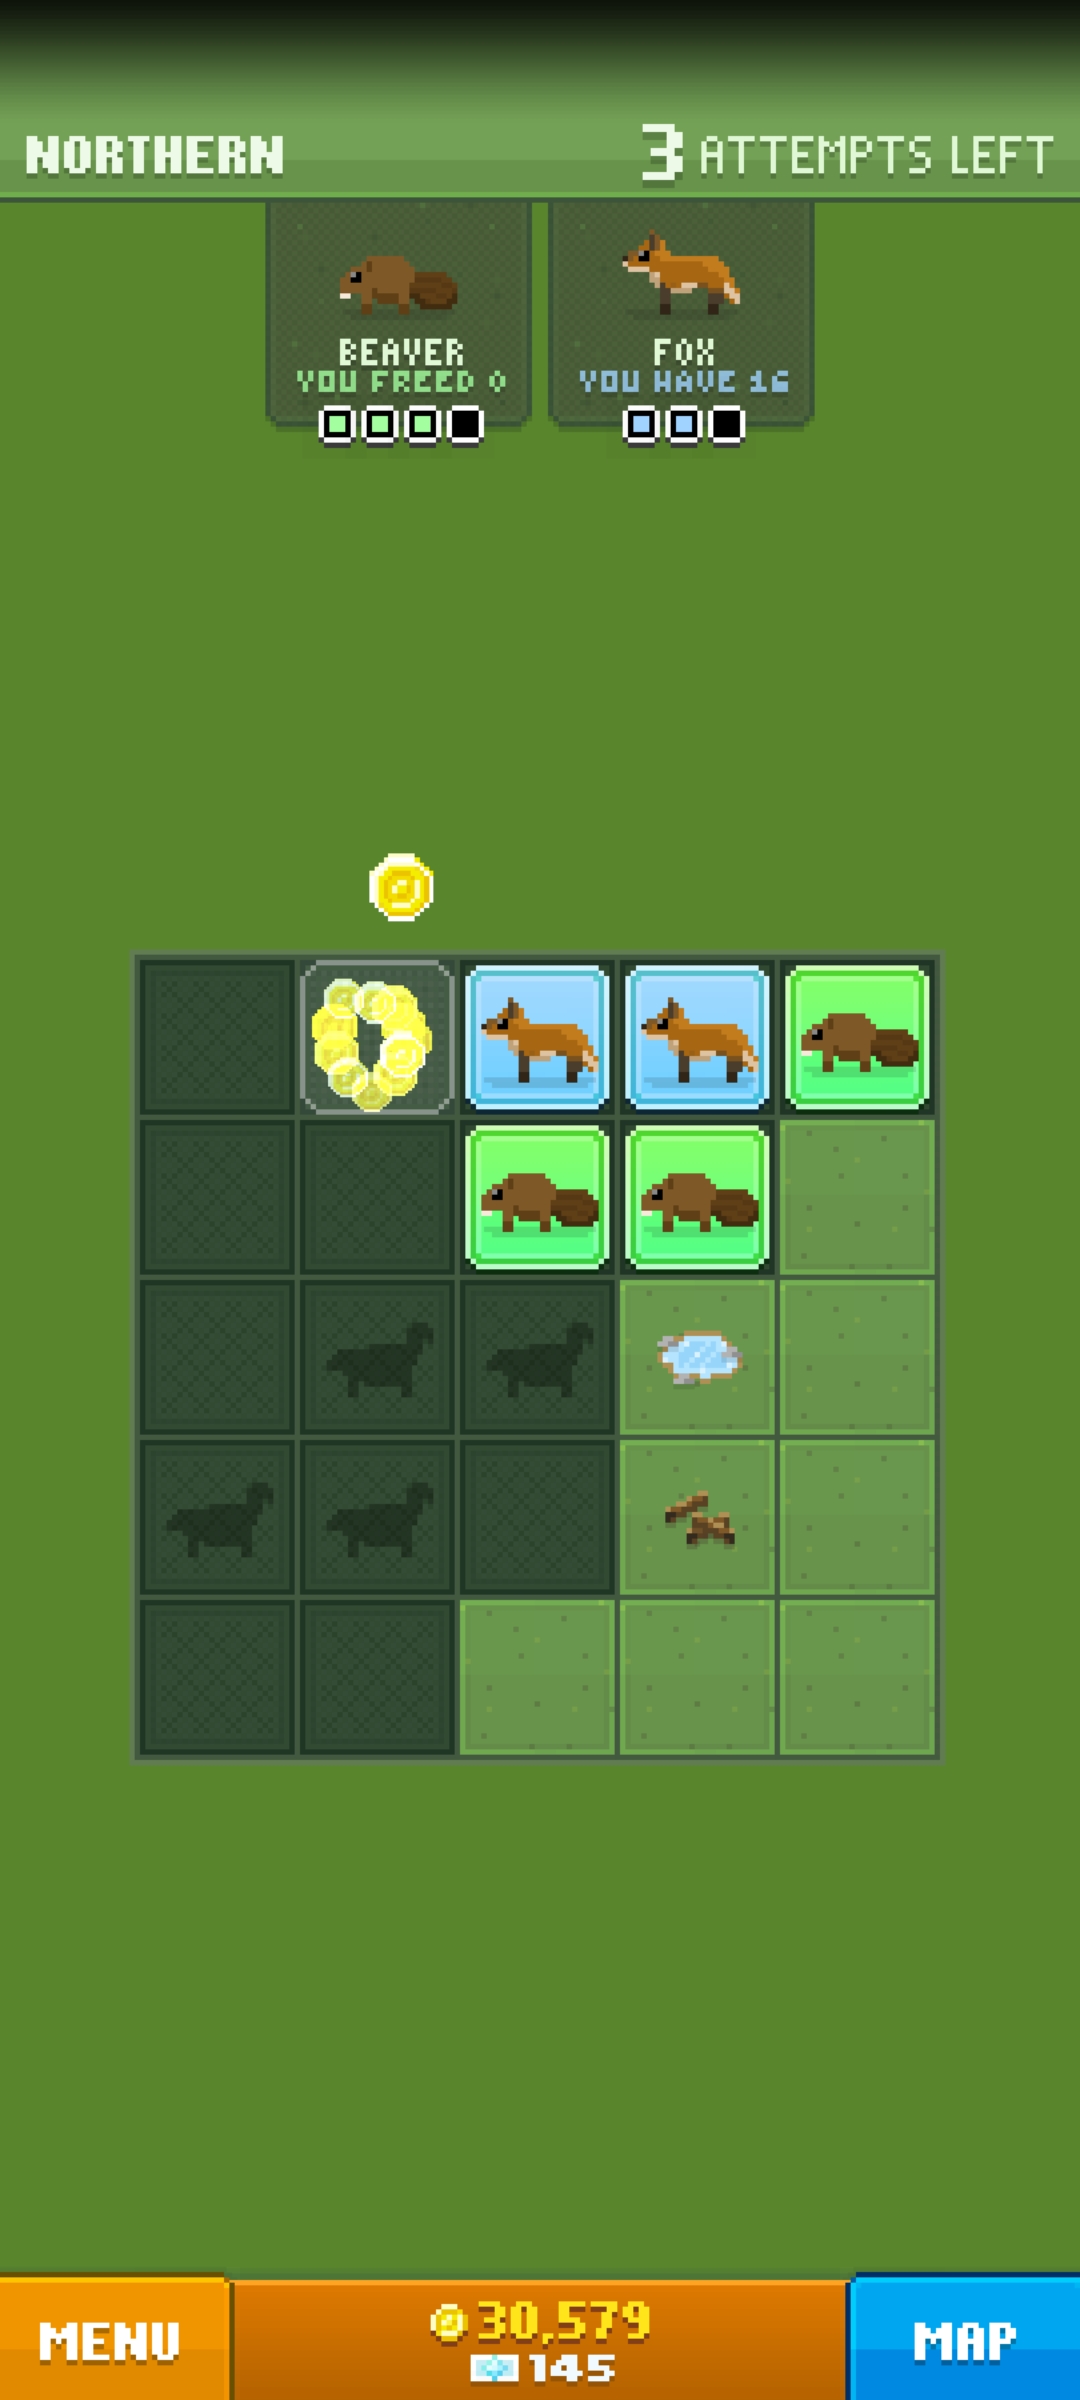 NORTHERN
3 ATTEMPTS LEFT
BEAVER
YOU FREED 0
FOX
YOU HAVE 16
MENU
30,579
145
MAP